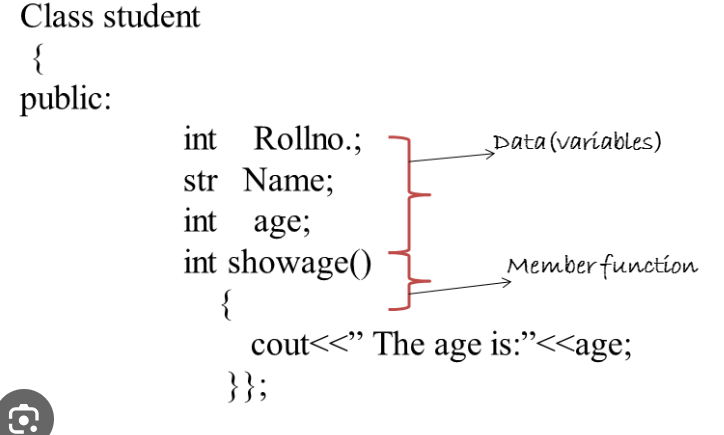 Class student
{
public:
int Rollno.;
str Name;
int age;
int showage()
{
cout<<” The age is:”<<age;
}};
Data(variables)
Member function